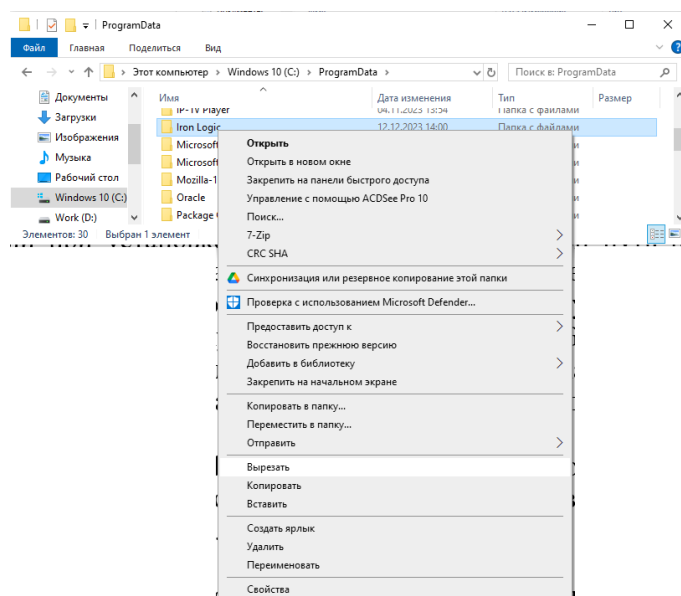 ProgramData
Файл Главная Поделиться Вид
Этот компьютер > Windows 10 (C:) > ProgramData >
Поиск в: ProgramData
Документы
Загрузки
Изображения
Музыка
Рабочий стол
Windows 10 (C:)
Work (D:)
Имя Дата изменения Тип Размер
IP-TV Player 04.11.2023 13:54 Папка с файлами
Iron Logic 12.12.2023 14:00 Папка с файлами
Microsoft
Microsoft
Mozilla-1
Oracle
Package
Элементов: 30 Выбран 1 элемент
Открыть
Открыть в новом окне
Закрепить на панели быстрого доступа
Управление с помощью ACDSee Pro 10
Поиск...
7-Zip
CRC SHA
Синхронизация или резервное копирование этой папки
Проверка с использованием Microsoft Defender...
Предоставить доступ к
Восстановить прежнюю версию
Добавить в библиотеку
Закрепить на начальном экране
Копировать в папку...
Переместить в папку...
Отправить
Вырезать
Копировать
Вставить
Создать ярлык
Удалить
Переименовать
Свойства